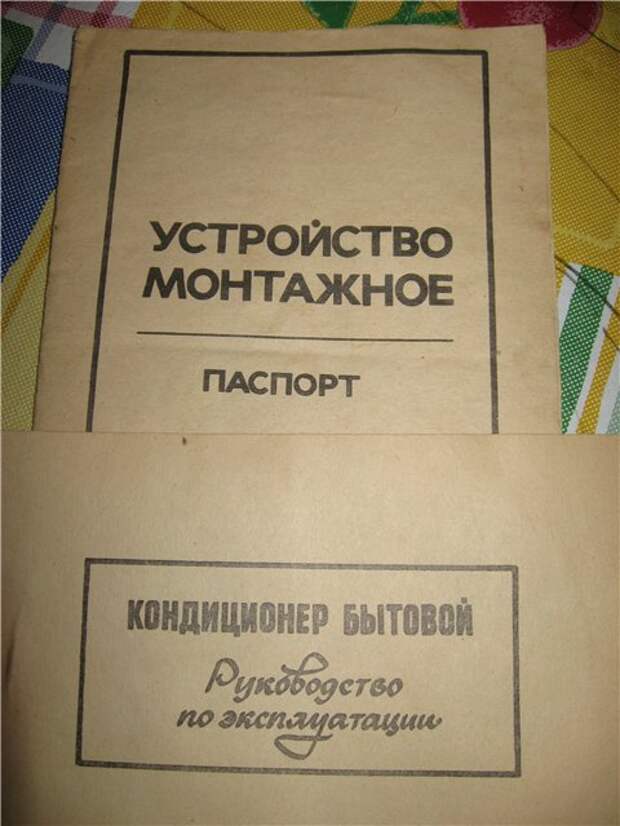 УСТРОЙСТВО
МОНТАЖНОЕ
ПАСПОРТ
КОНДИЦИОНЕР БЫТОВОЙ
Руководство
по эксплуатации